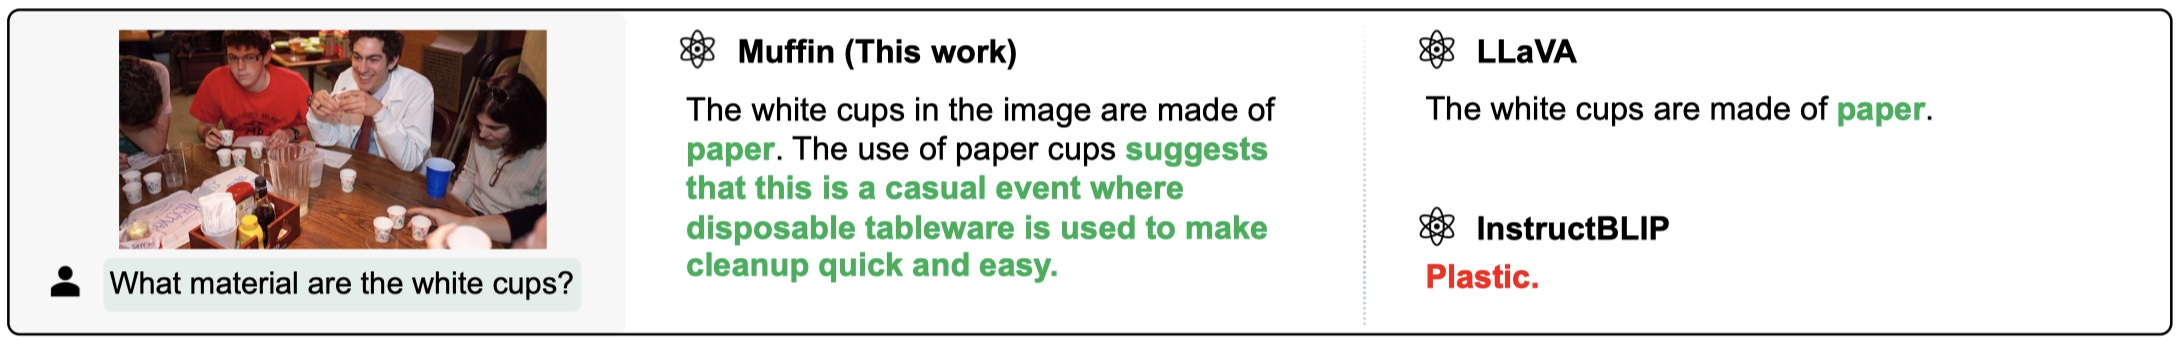 What material are the white cups?
Muffin (This work)
The white cups in the image are made of
paper. The use of paper cups suggests
that this is a casual event where
disposable tableware is used to make
cleanup quick and easy.
LLaVA
The white cups are made of paper.
InstructBLIP
Plastic.